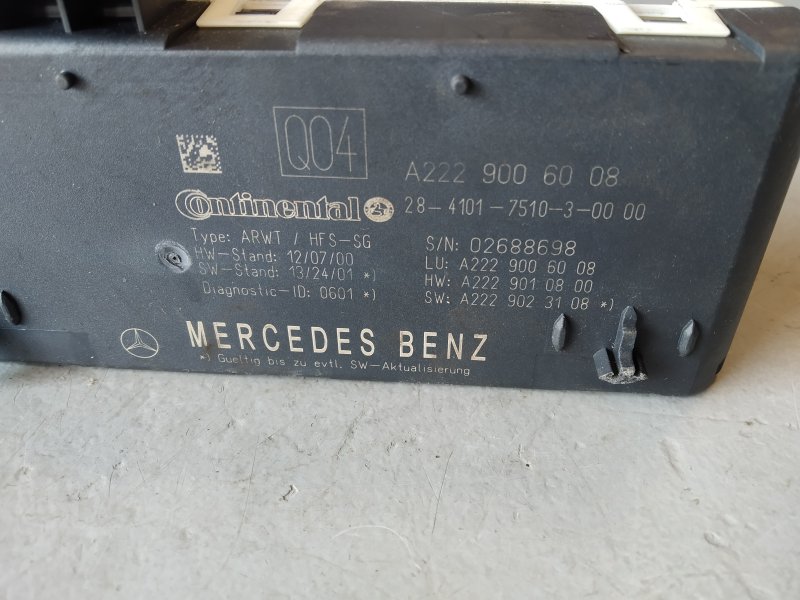 Q04
A222 900 60 08
Continental
28-4101-7510-3-00 00
Type: ARWT / HFS-SG
HW-Stand: 12/07/00
SW-Stand: 13/24/01 *)
Diagnostic-ID: 0601 *)
S/N: 02688698
LU: A222 900 60 08
HW: A222 901 08 00
SW: A222 902 31 08 *)
MERCEDES BENZ
*) Gueltig bis zu evtl. SW-Aktualisierung